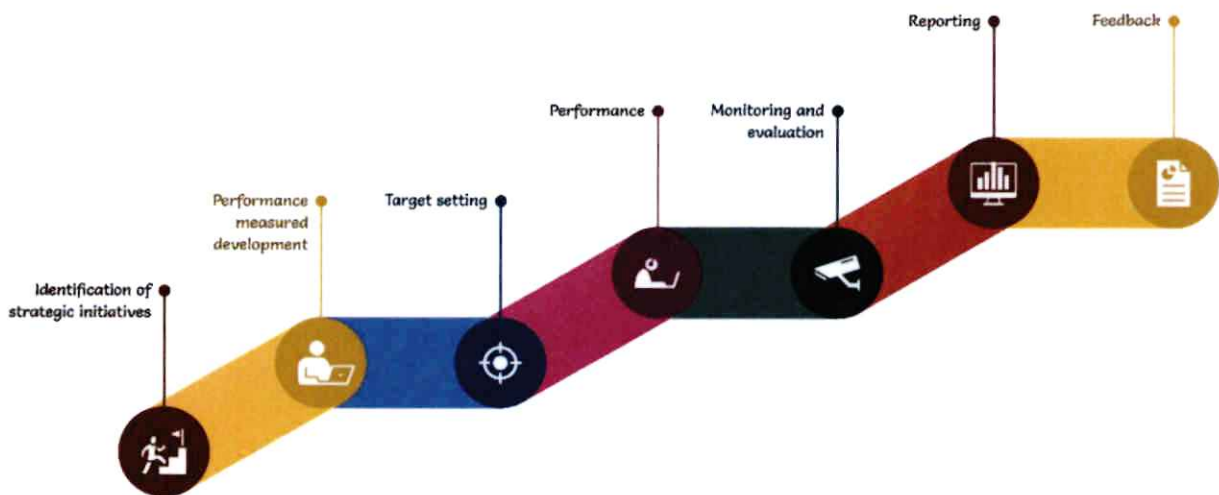 Identification of
strategic initiatives
Performance
measured
development
Target setting
Performance
Monitoring and
evaluation
Reporting
Feedback